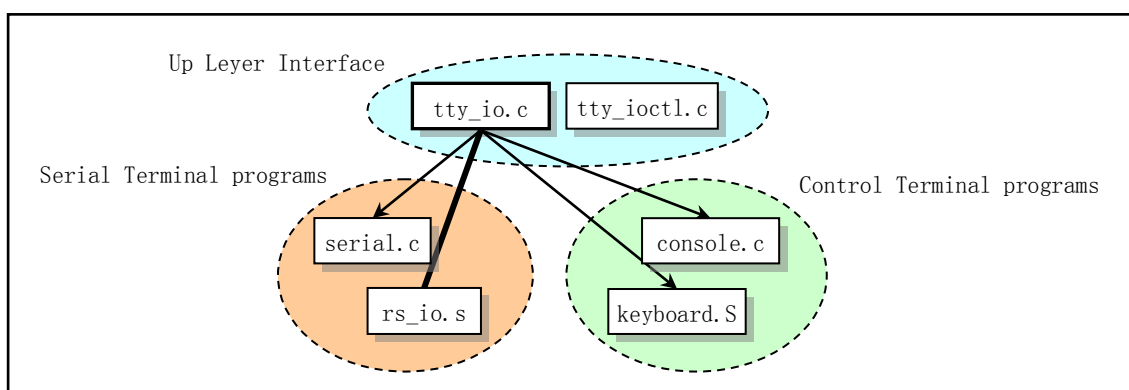 Up Leyer Interface
tty_io.c
tty_ioctl.c
Serial Terminal programs
Control Terminal programs
serial.c
console.c
rs_io.s
keyboard.S